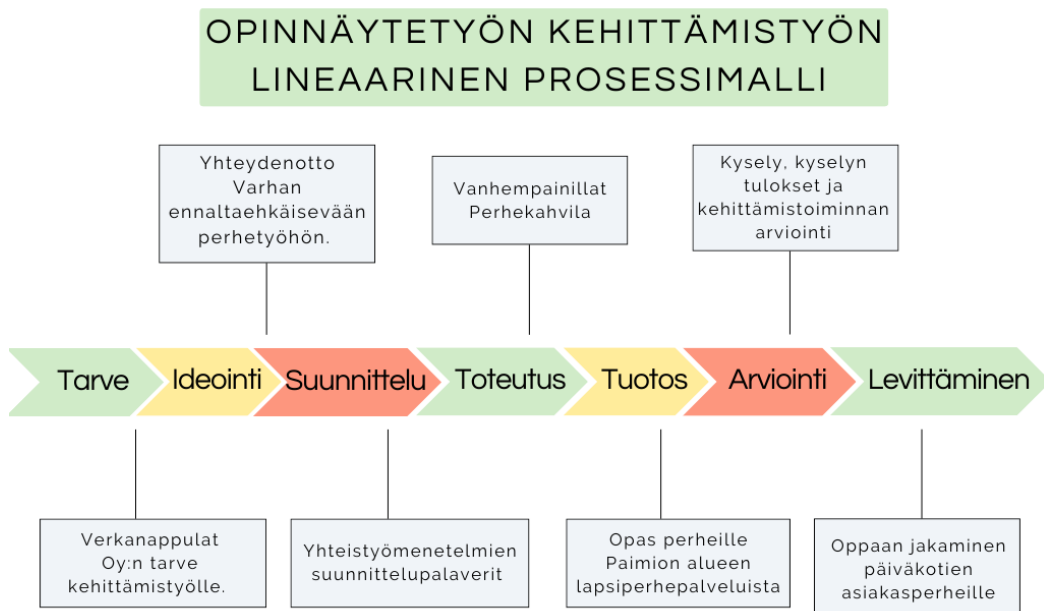 OPINNÄYTETYÖN KEHITTÄMISTYÖN
LINEAARINEN PROSESSIMALLI
Yhteydenotto
Varhan
ennaltaehkäisevään
perhetyöhön.
Vanhempainillat
Perhekahvila
Kysely, kyselyn
tulokset ja
kehittämistoiminnan
arviointi
Tarve
Ideointi
Suunnittelu
Toteutus
Tuotos
Arviointi
Levittäminen
Verkanappulat
Oy:n tarve
kehittämistyölle.
Yhteistyömenetelmien
suunnittelupalaverit
Opas perheille
Paimion alueen
lapsiperhepalveluista
Oppaan jakaminen
päiväkotien
asiakasperheille